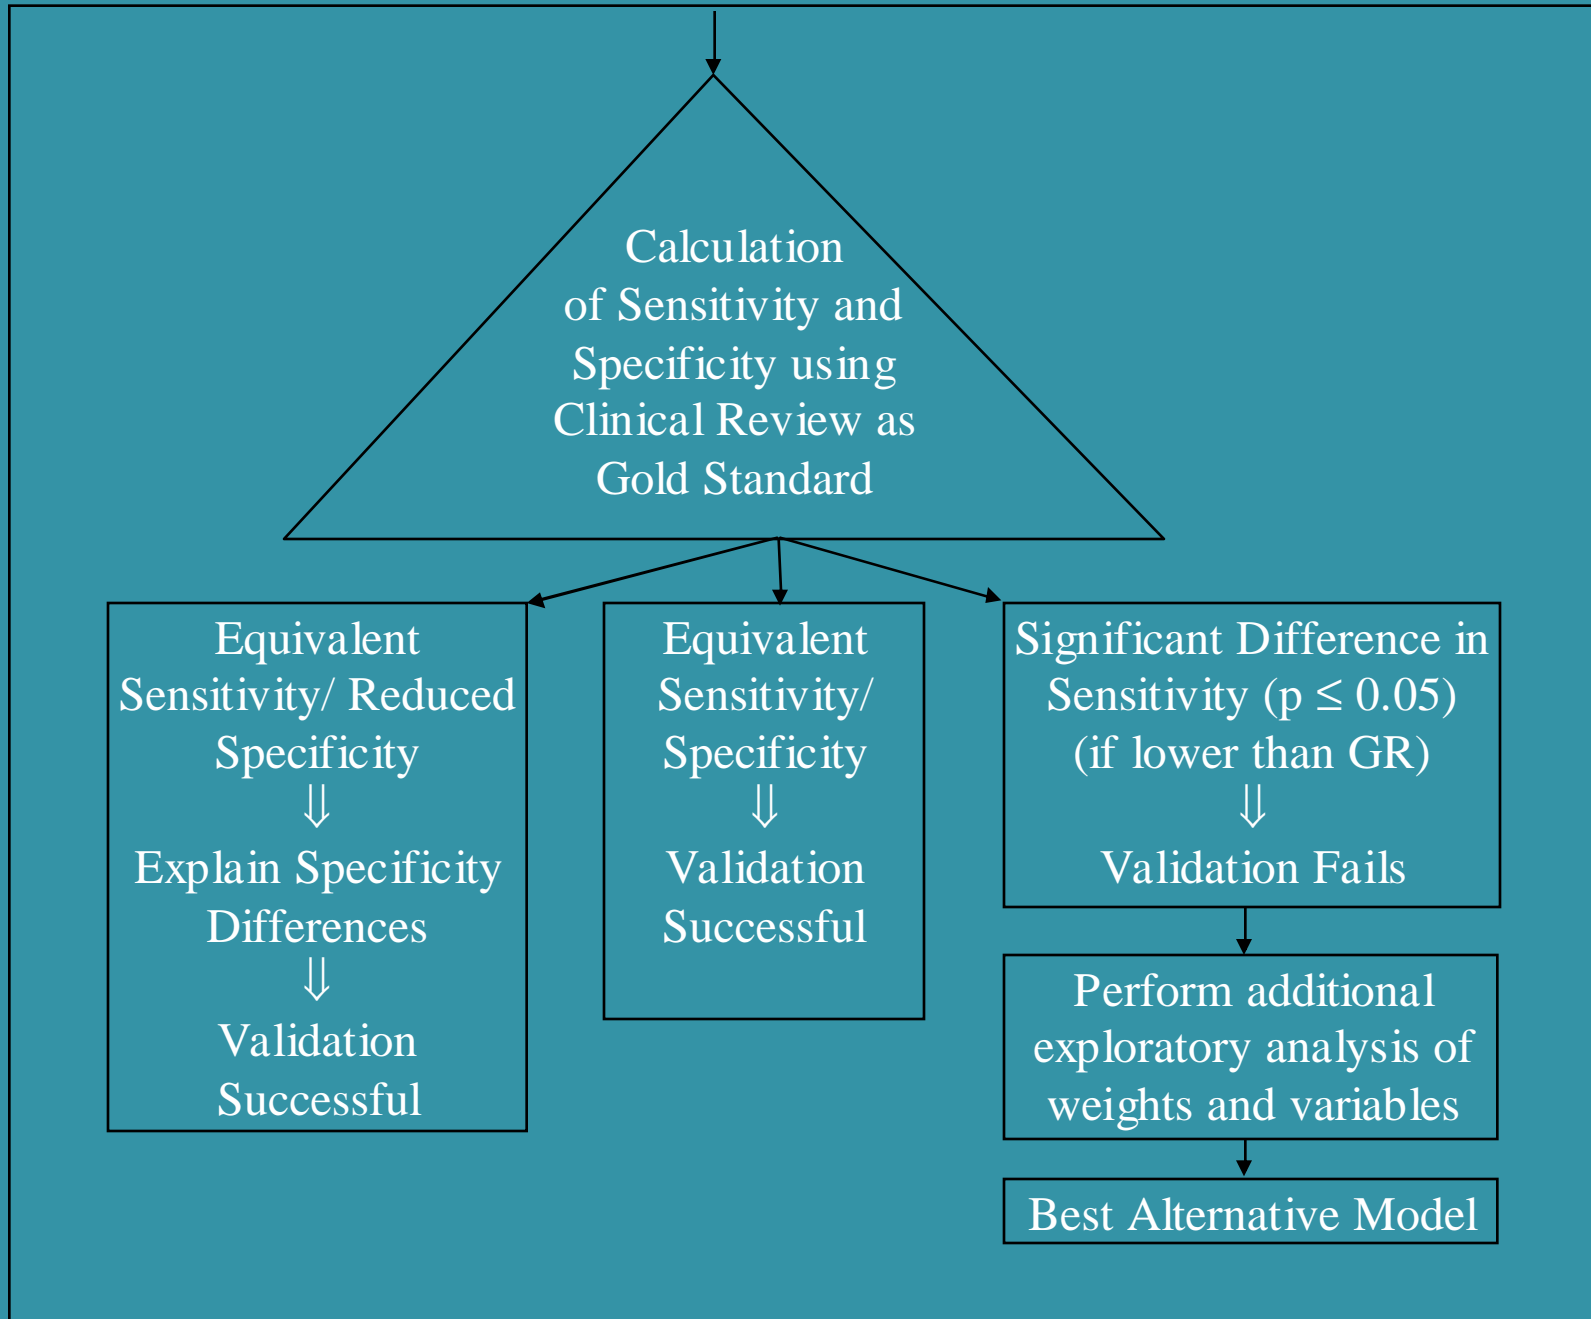 Calculation
of Sensitivity and
Specificity using
Clinical Review as
Gold Standard
Equivalent
Sensitivity/ Reduced
Specificity
⇓
Explain Specificity
Differences
⇓
Validation
Successful
Equivalent
Sensitivity/
Specificity
⇓
Validation
Successful
Significant Difference in
Sensitivity (p ≤ 0.05)
(if lower than GR)
⇓
Validation Fails
Perform additional
exploratory analysis of
weights and variables
Best Alternative Model